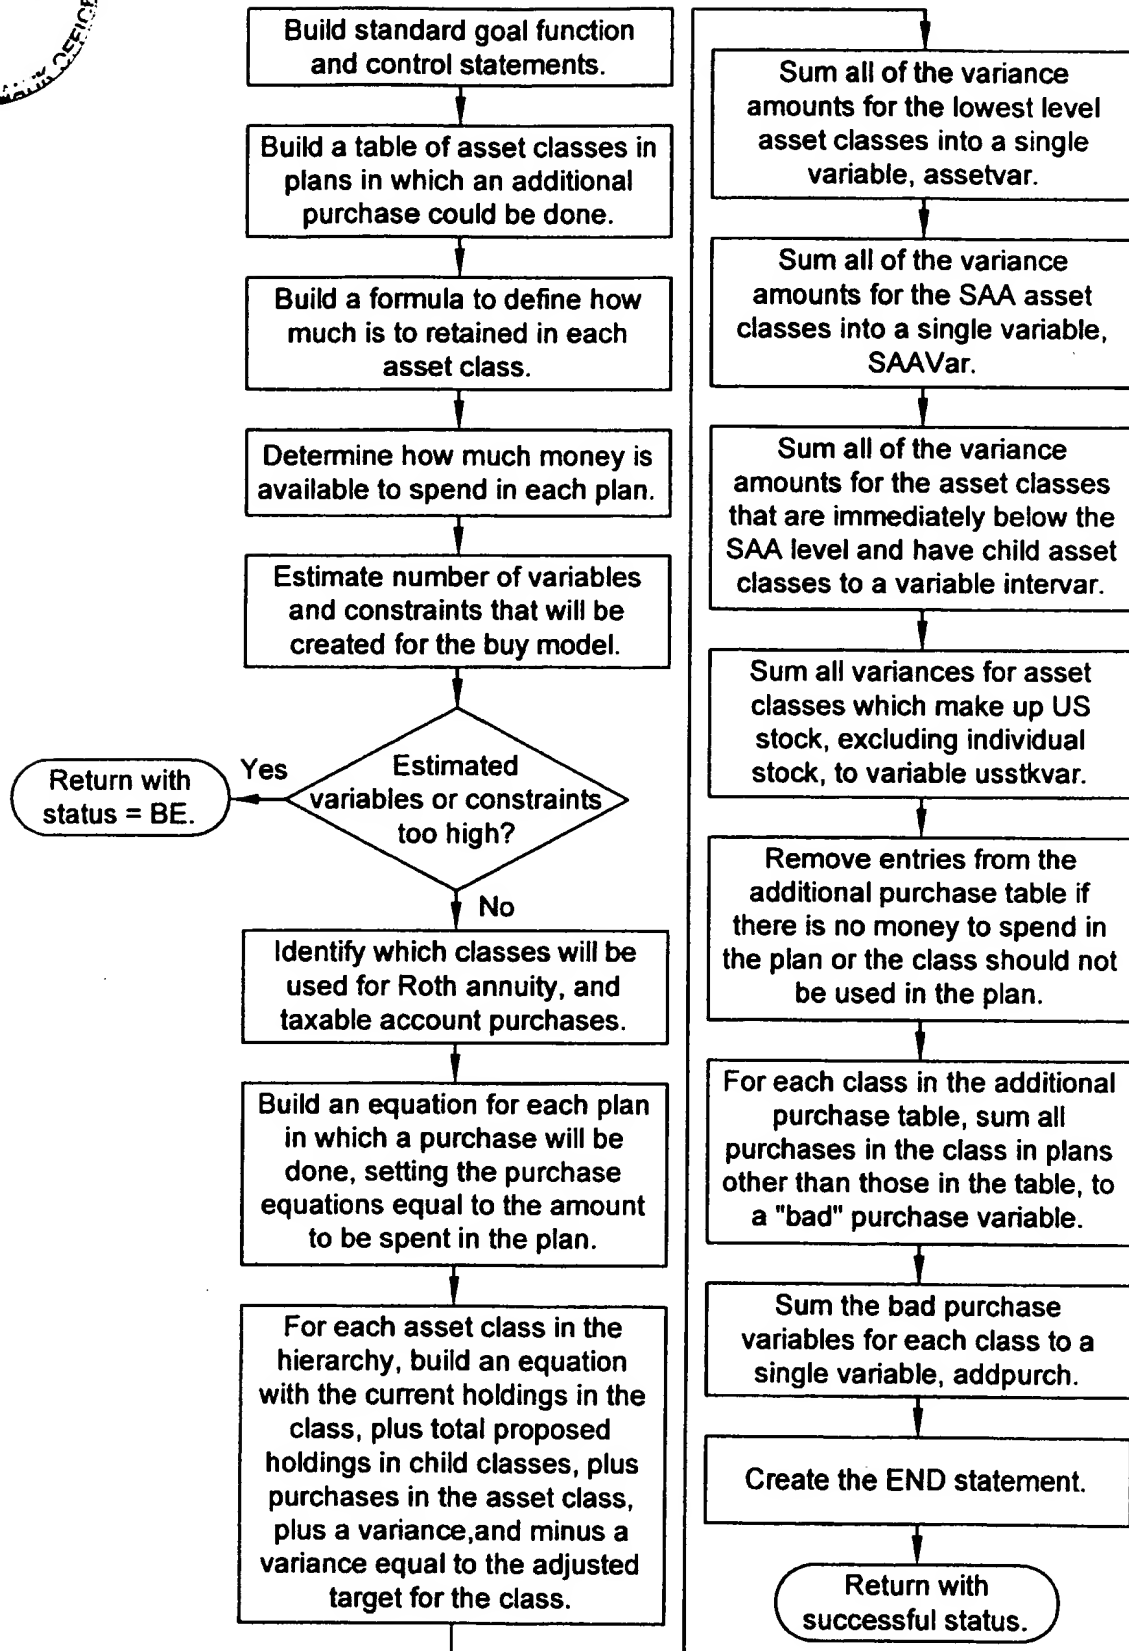 OFFICE
Build standard goal function
and control statements.
Build a table of asset classes in
plans in which an additional
purchase could be done.
Build a formula to define how
much is to retained in each
asset class.
Determine how much money is
available to spend in each plan.
Estimate number of variables
and constraints that will be
created for the buy model.
Estimated
variables or constraints
too high?
Yes
Return with
status = BE.
No
Identify which classes will be
used for Roth annuity, and
taxable account purchases.
Build an equation for each plan
in which a purchase will be
done, setting the purchase
equations equal to the amount
to be spent in the plan.
For each asset class in the
hierarchy, build an equation
with the current holdings in the
class, plus total proposed
holdings in child classes, plus
purchases in the asset class,
plus a variance,and minus a
variance equal to the adjusted
target for the class.
Sum all of the variance
amounts for the lowest level
asset classes into a single
variable, assetvar.
Sum all of the variance
amounts for the SAA asset
classes into a single variable,
SAAVar.
Sum all of the variance
amounts for the asset classes
that are immediately below the
SAA level and have child asset
classes to a variable intervar.
Sum all variances for asset
classes which make up US
stock, excluding individual
stock, to variable usstkvar.
Remove entries from the
additional purchase table if
there is no money to spend in
the plan or the class should not
be used in the plan.
For each class in the additional
purchase table, sum all
purchases in the class in plans
other than those in the table, to
a "bad" purchase variable.
Sum the bad purchase
variables for each class to a
single variable, addpurch.
Create the END statement.
Return with
successful status.